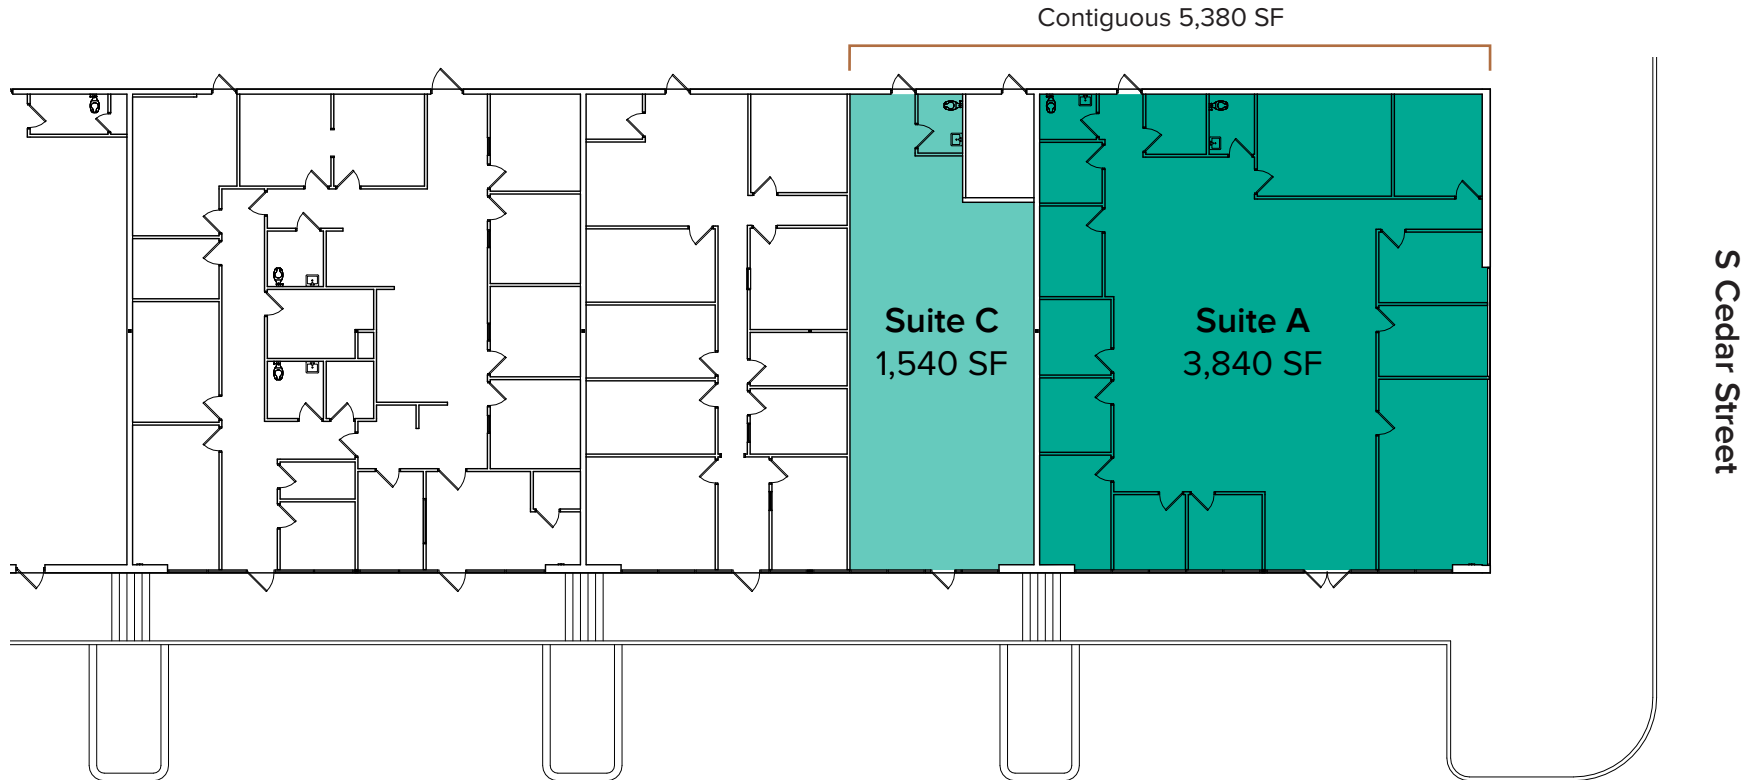 Contiguous 5,380 SF
Suite C
1,540 SF
Suite A
3,840 SF
S Cedar Street